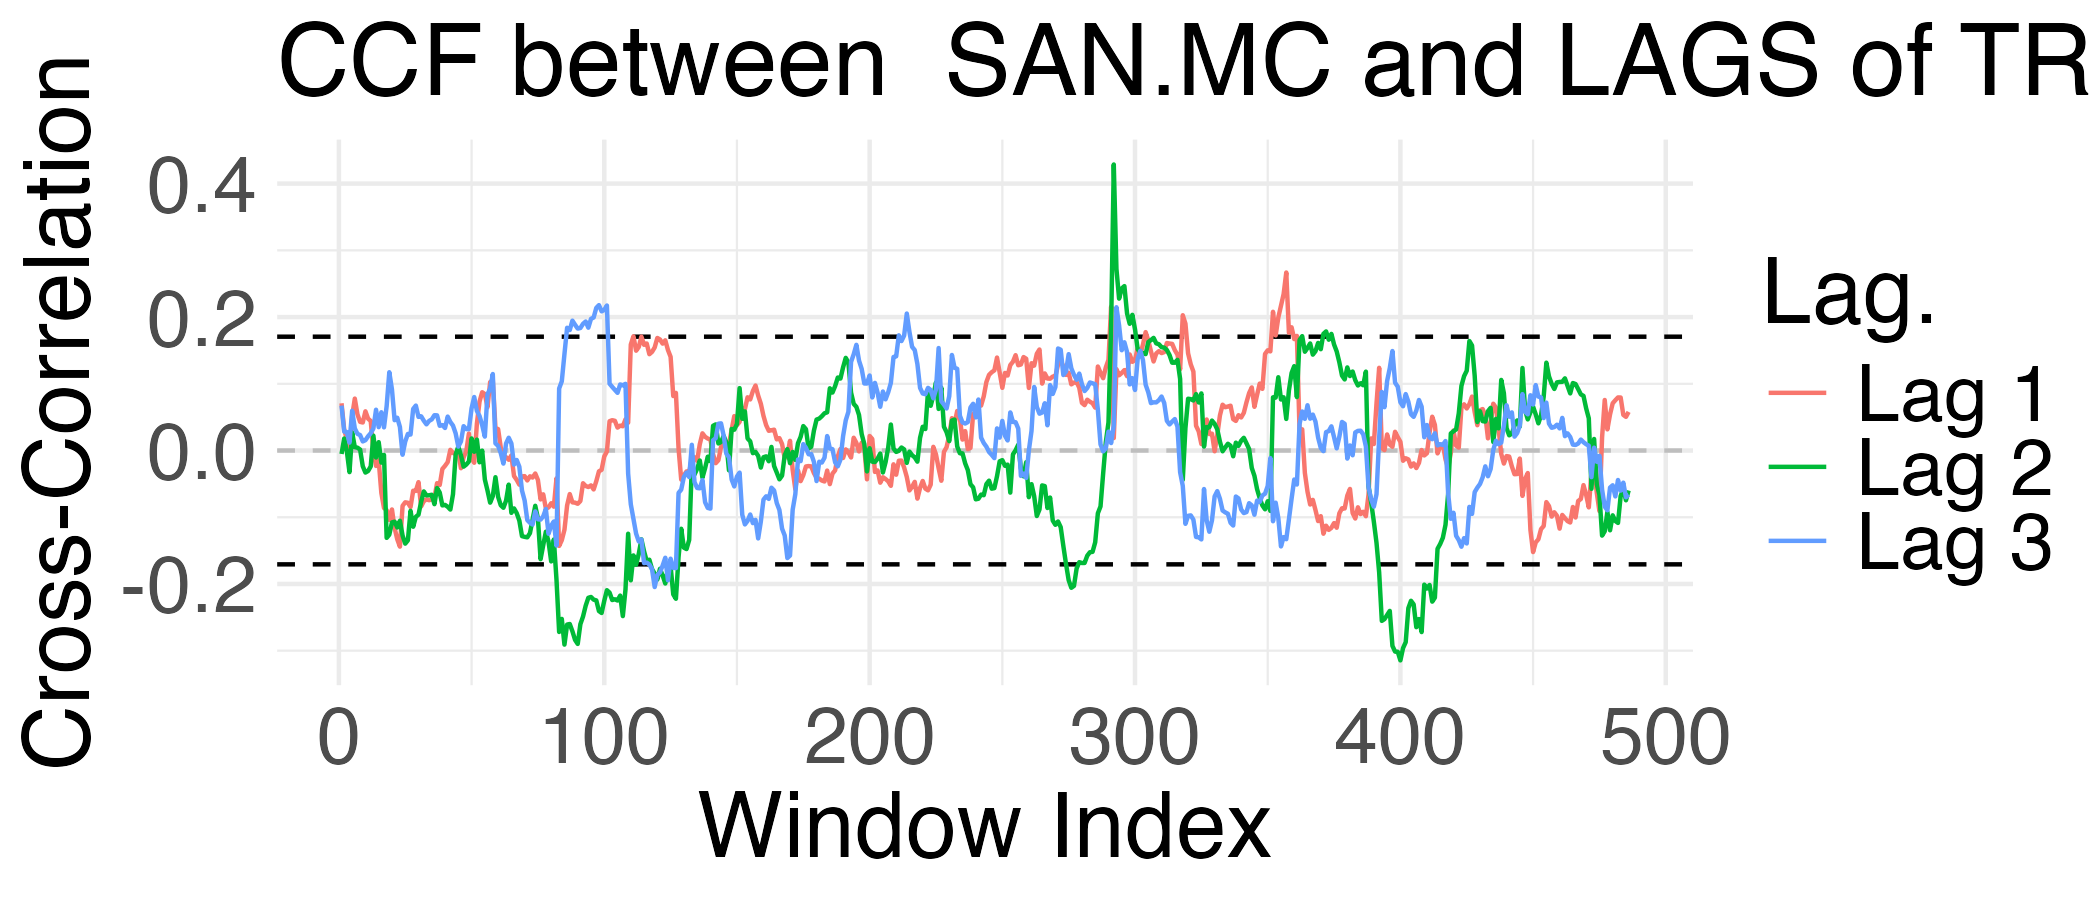 CCF between  SAN.MC and LAGS of TR
Cross-Correlation
0.4
0.2
0.0
-0.2
0 100 200 300 400 500
Window Index
Lag.
Lag 1
Lag 2
Lag 3